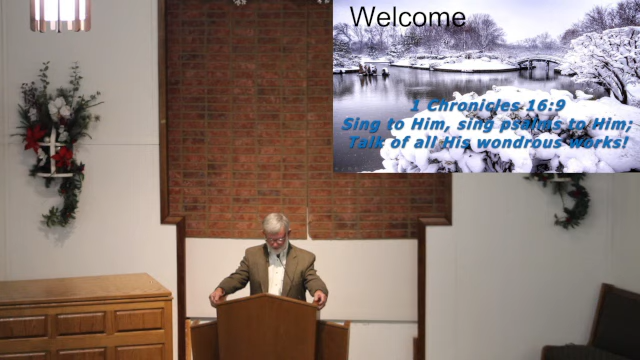 Welcome
1 Chronicles 16:9
Sing to Him, sing psalms to Him;
Talk of all His wondrous works!